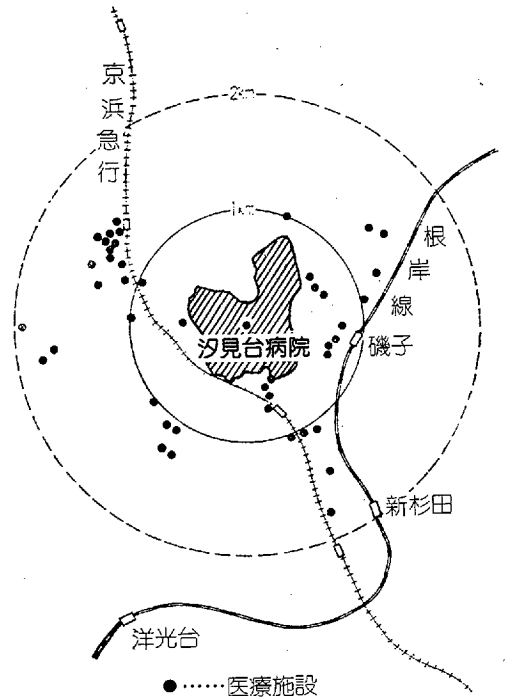 京浜急行
2km
1km
根岸線
汐見台病院
磯子
新杉田
洋光台
●……医療施設